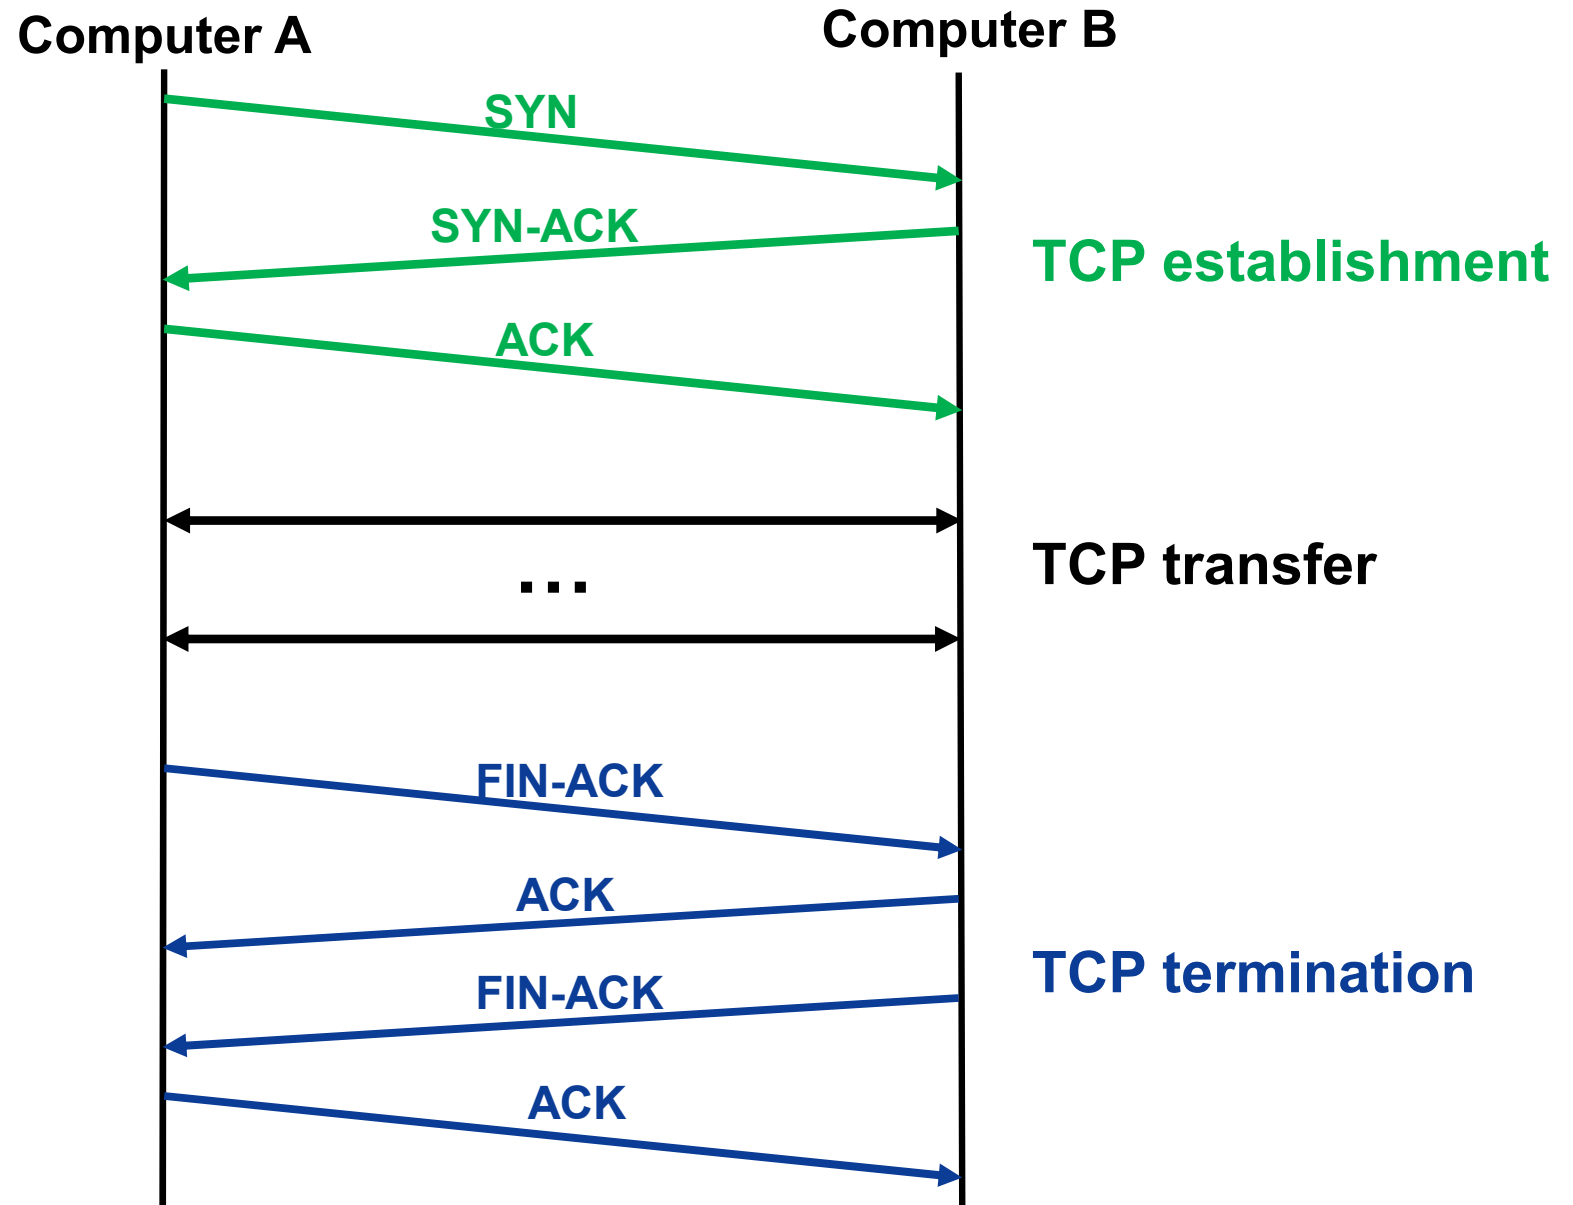 Computer A
Computer B
SYN
SYN-ACK
TCP establishment
ACK
TCP transfer
...
FIN-ACK
ACK
TCP termination
FIN-ACK
ACK